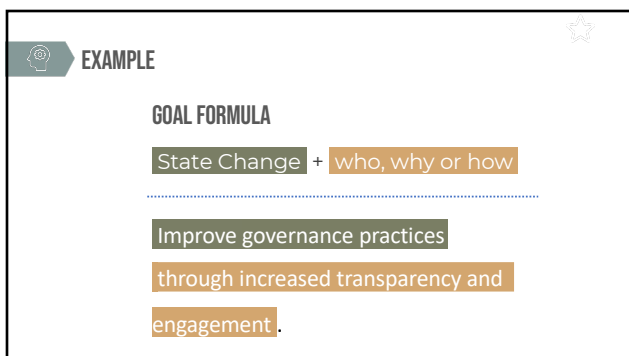 EXAMPLE
GOAL FORMULA
State Change + who, why or how
Improve governance practices
through increased transparency and
engagement .